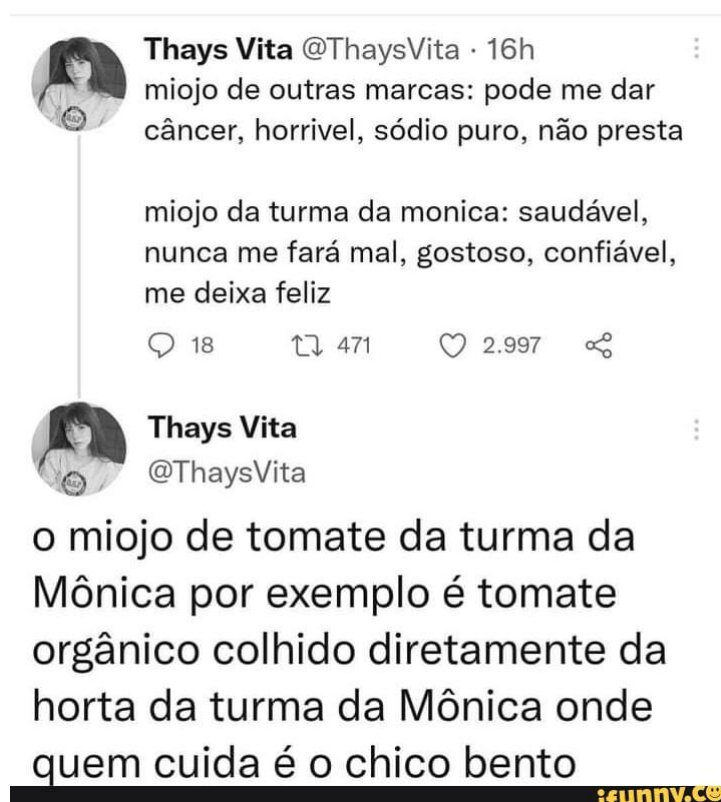 Thays Vita @ThaysVita · 16h
miojo de outras marcas: pode me dar
câncer, horrivel, sódio puro, não presta
miojo da turma da monica: saudável,
nunca me fará mal, gostoso, confiável,
me deixa feliz
18 471 2.997
Thays Vita
@ThaysVita
o miojo de tomate da turma da
Mônica por exemplo é tomate
orgânico colhido diretamente da
horta da turma da Mônica onde
quem cuida é o chico bento
ifunny.co